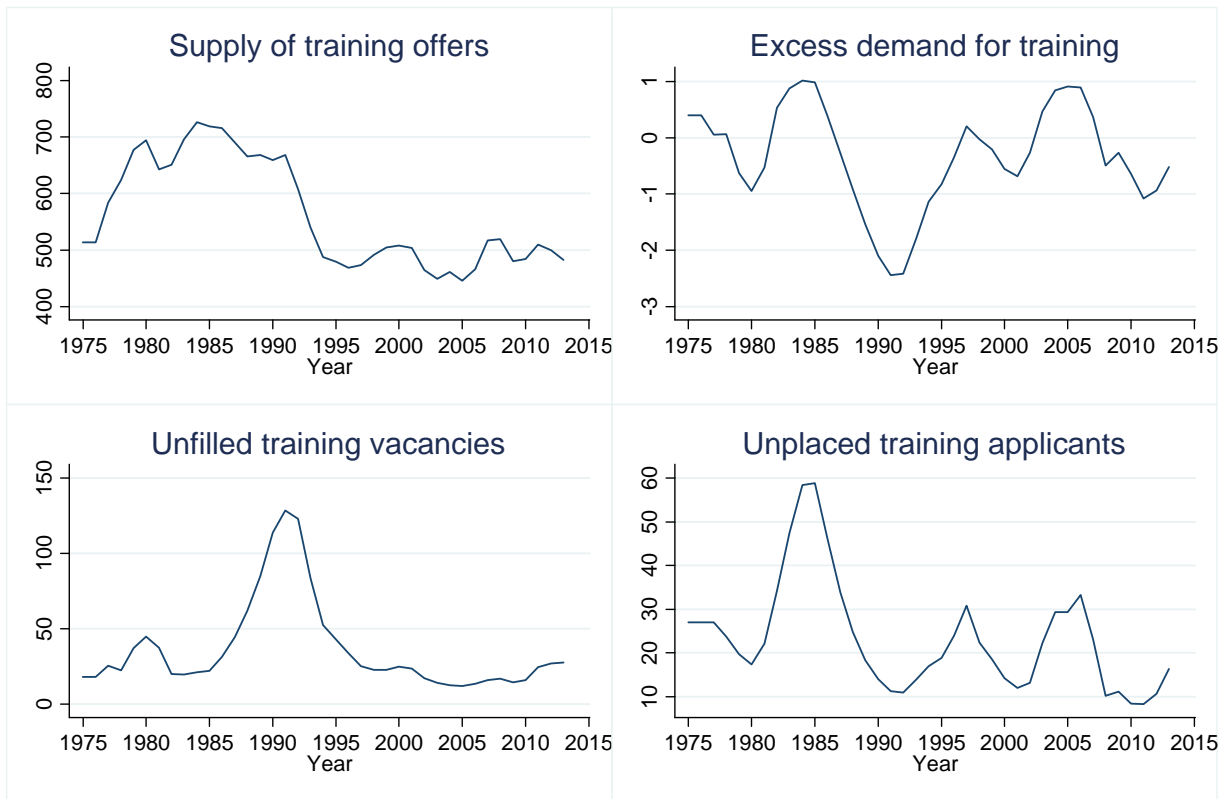 Supply of training offers
800
700
600
500
400
1975 1980 1985 1990 1995 2000 2005 2010 2015
Year
Excess demand for training
1
0
-1
-2
-3
1975 1980 1985 1990 1995 2000 2005 2010 2015
Year
Unfilled training vacancies
150
100
50
0
1975 1980 1985 1990 1995 2000 2005 2010 2015
Year
Unplaced training applicants
60
50
40
30
20
10
1975 1980 1985 1990 1995 2000 2005 2010 2015
Year